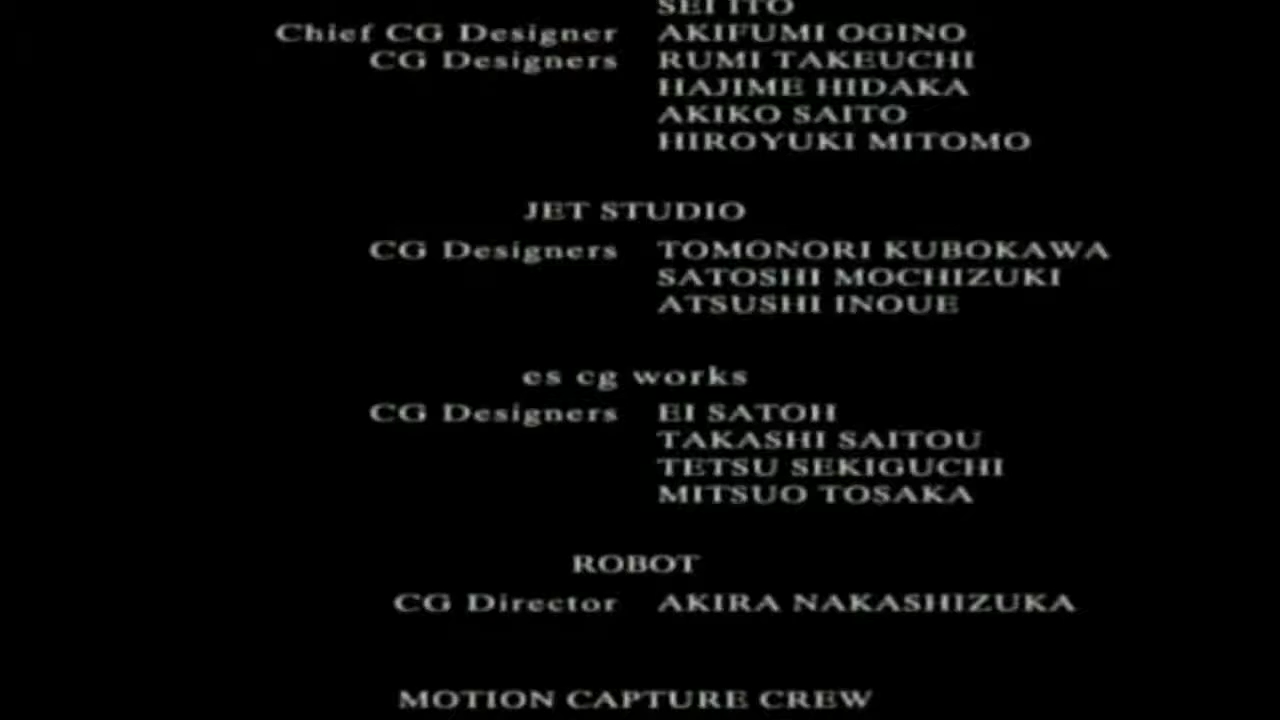 SEI ITO
Chief CG Designer AKIFUMI OGINO
CG Designers RUMI TAKEUCHI
HAJIME HIDAKA
AKIKO SAITO
HIROYUKI MITOMO
JET STUDIO
CG Designers TOMONORI KUBOKAWA
SATOSHI MOCHIZUKI
ATSUSHI INOUE
es cg works
CG Designers EI SATOH
TAKASHI SAITOU
TETSU SEKIGUCHI
MITSUO TOSAKA
ROBOT
CG Director AKIRA NAKASHIZUKA
MOTION CAPTURE CREW